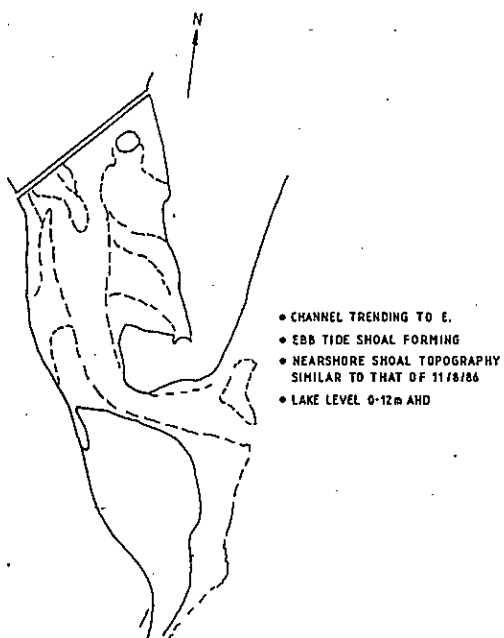 N
• CHANNEL TRENDING TO E.
• EBB TIDE SHOAL FORMING
• NEARSHORE SHOAL TOPOGRAPHY
SIMILAR TO THAT OF 11/8/86
• LAKE LEVEL 0·12m AHD